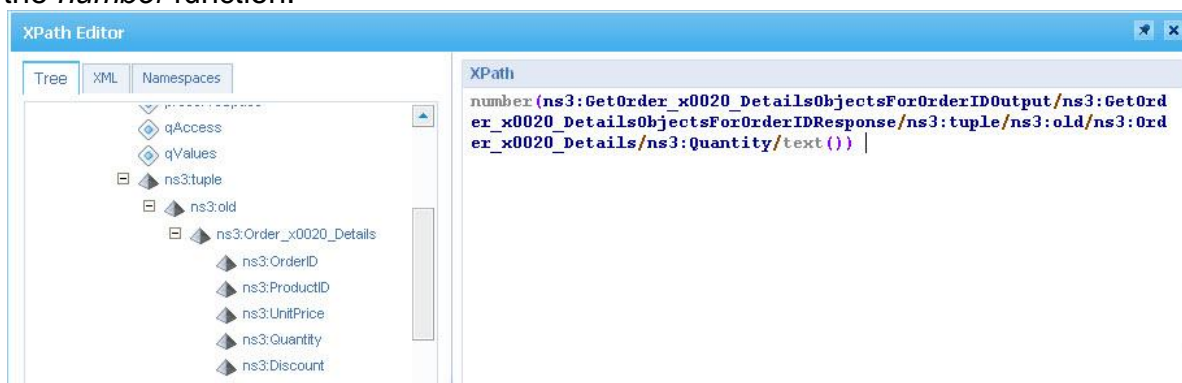 the number function.
XPath Editor
Tree XML Namespaces
qAccess
qValues
ns3:tuple
ns3:old
ns3:Order_x0020_Details
ns3:OrderID
ns3:ProductID
ns3:UnitPrice
ns3:Quantity
ns3:Discount
XPath
number(ns3:GetOrder_x0020_DetailsObjectsForOrderIDOutput/ns3:GetOrd
er_x0020_DetailsObjectsForOrderIDResponse/ns3:tuple/ns3:old/ns3:Ord
er_x0020_Details/ns3:Quantity/text())